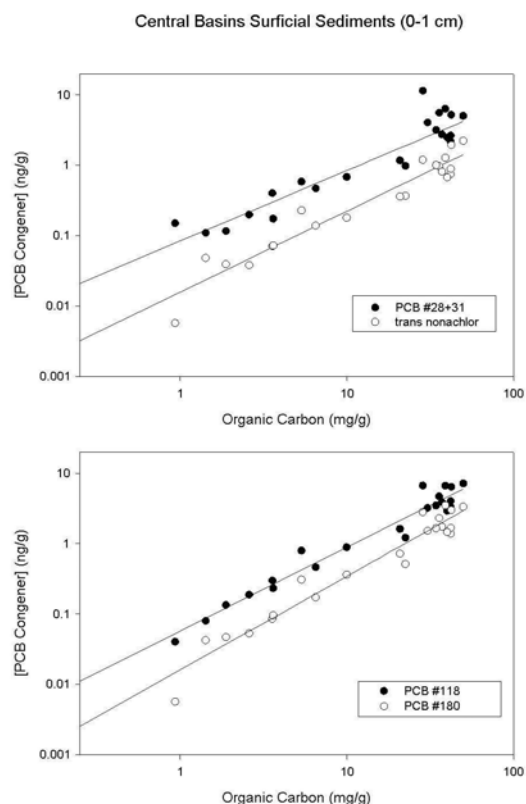 Central Basins Surficial Sediments (0-1 cm)
10
1
0.1
0.01
0.001
[PCB Congener] (ng/g)
PCB #28+31
trans nonachlor
1
10
100
Organic Carbon (mg/g)
10
1
0.1
0.01
0.001
[PCB Congener] (ng/g)
PCB #118
PCB #180
1
10
100
Organic Carbon (mg/g)